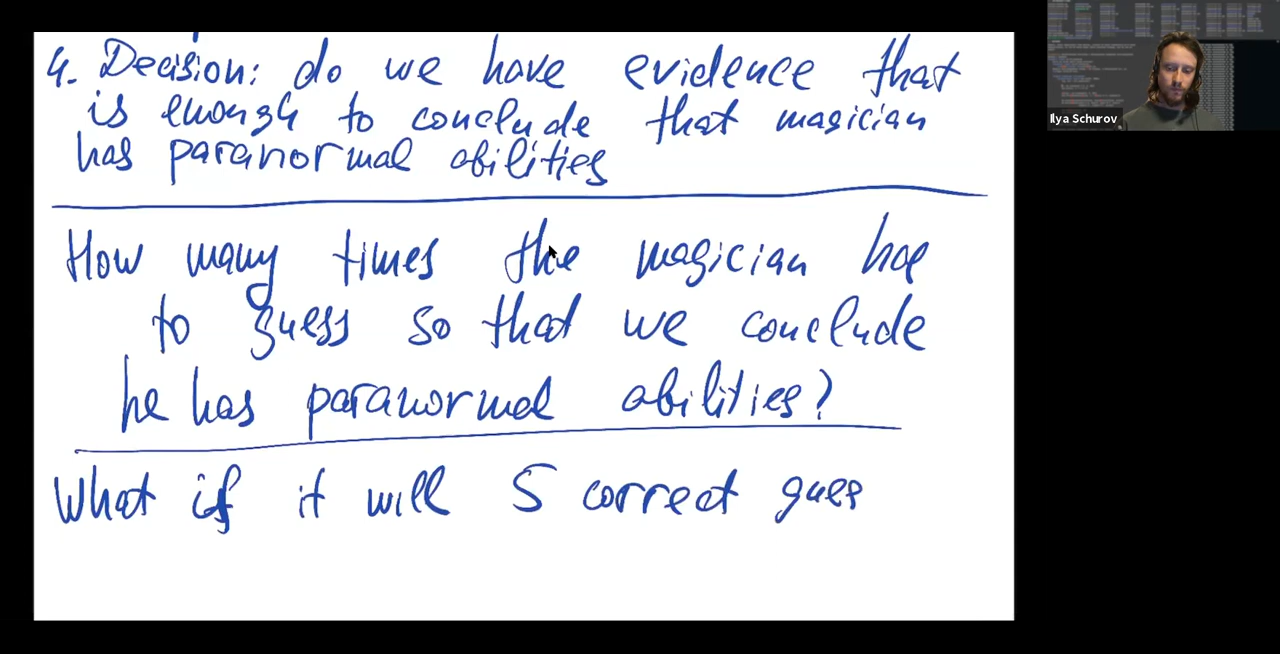 4. Decision: do we have evidence that
is enough to conclude that magician
has paranormal abilities
How many times the magician has
to guess so that we conclude
he has paranormal abilities?
What if it will 5 correct gues
Ilya Schurov